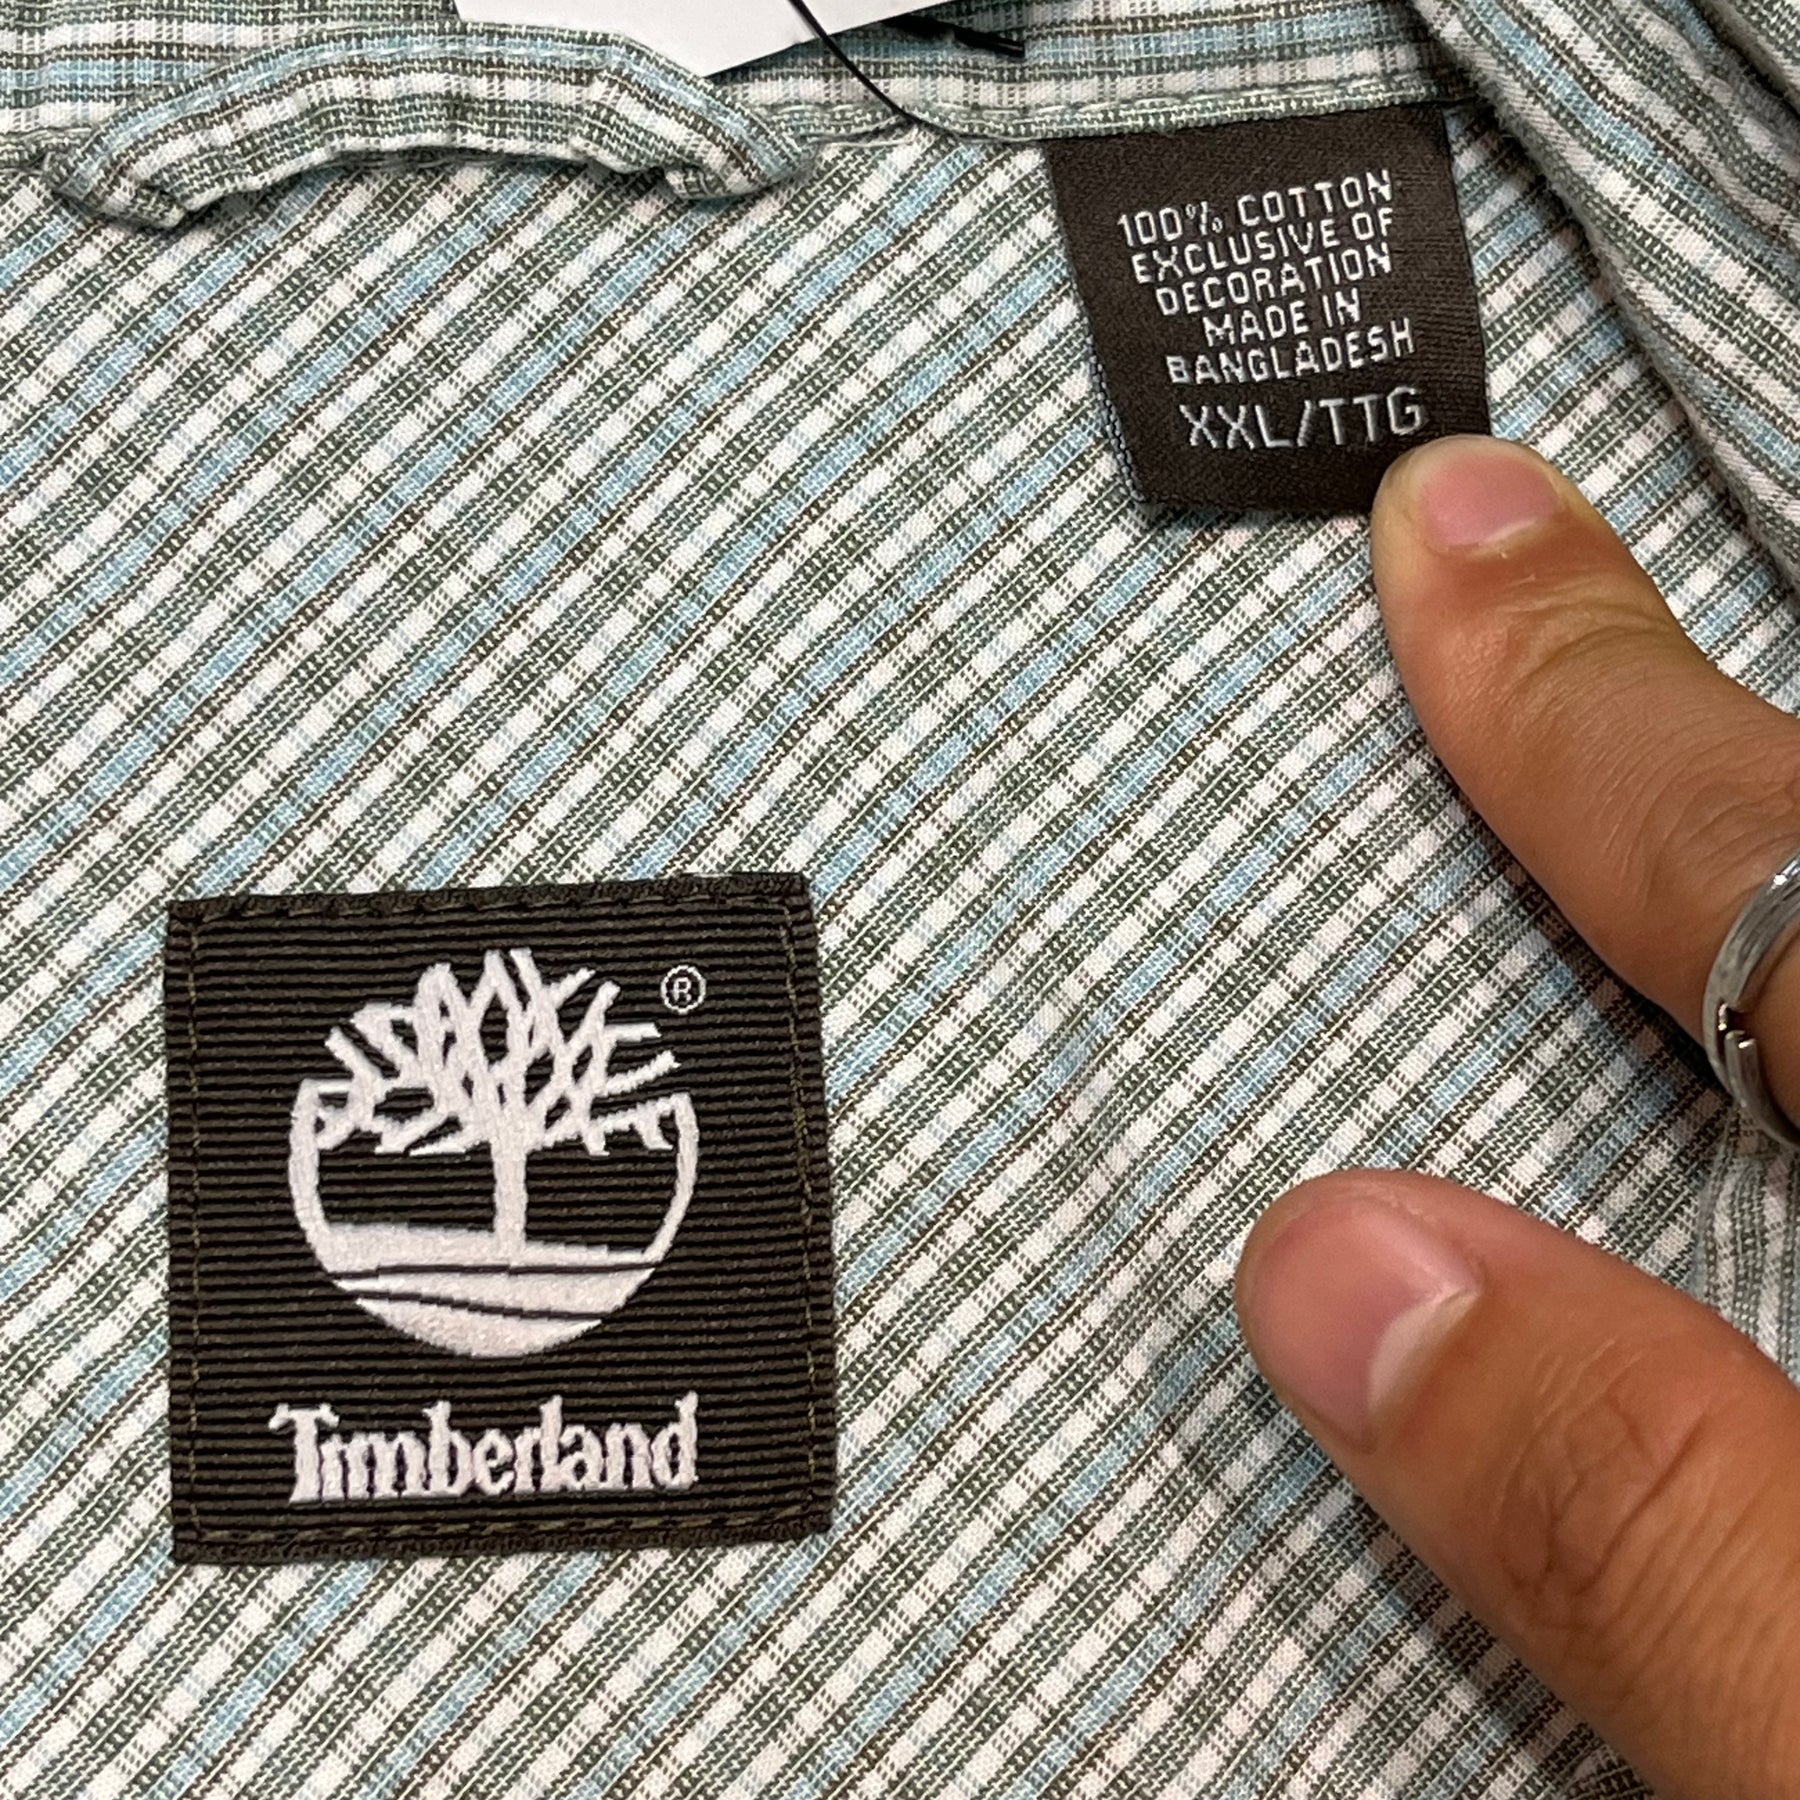 100% COTTON
EXCLUSIVE OF
DECORATION
MADE IN
BANGLADESH
XXL/TTG
®
Timberland